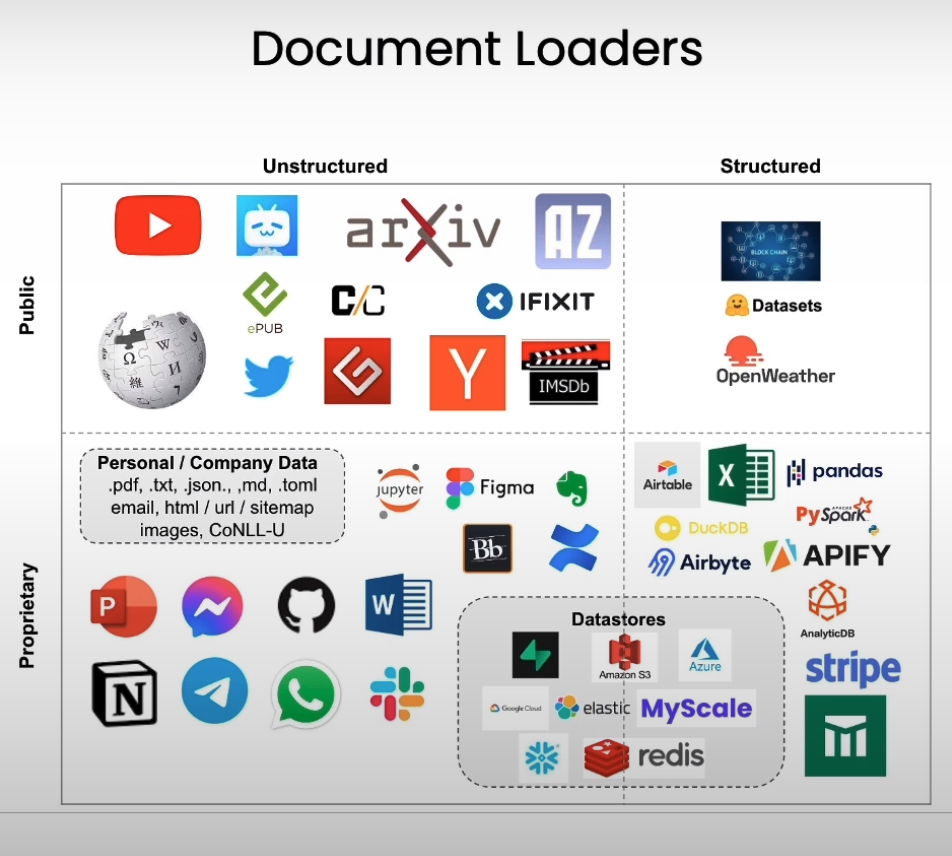 Document Loaders
Unstructured
Structured
Public
arXiv
AZ
BLOCK CHAIN
ePUB
C/C
IFIXIT
Datasets
Ω W И 維
G
Y
IMSDb
OpenWeather
Proprietary
Personal / Company Data
.pdf, .txt, .json., ,md, .toml
email, html / url / sitemap
images, CoNLL-U
jupyter
Figma
Airtable
X
pandas
APACHE
PySpark
DuckDB
Bb
Airbyte
APIFY
P
W
AnalyticDB
Datastores
Amazon S3
Azure
stripe
N
Google Cloud
elastic
MyScale
redis